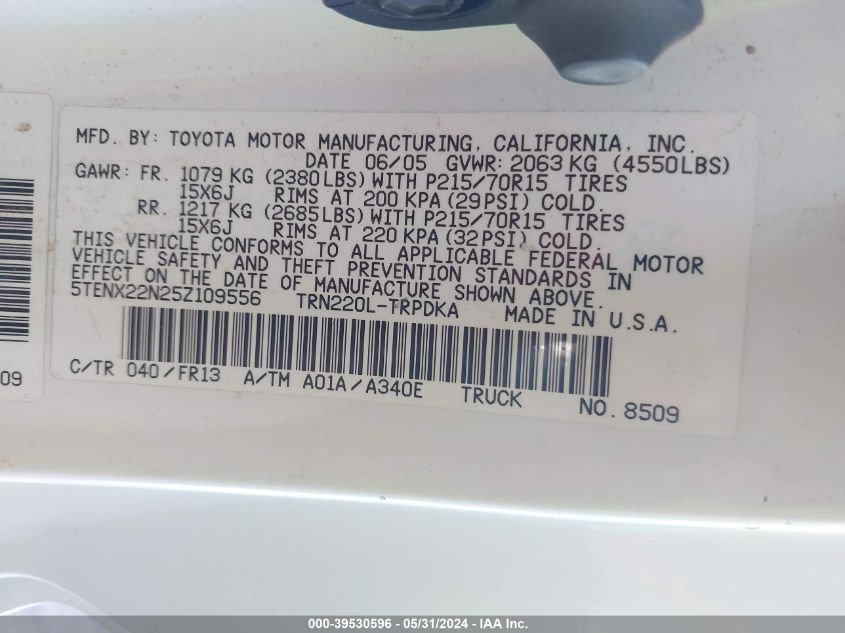 MFD. BY: TOYOTA MOTOR MANUFACTURING, CALIFORNIA, INC.
DATE 06/05 GVWR: 2063 KG (4550LBS)
GAWR: FR. 1079 KG (2380LBS) WITH P215/70R15 TIRES
15X6J RIMS AT 200 KPA (29PSI) COLD.
RR. 1217 KG (2685LBS) WITH P215/70R15 TIRES
15X6J RIMS AT 220 KPA (32PSI) COLD.
THIS VEHICLE CONFORMS TO ALL APPLICABLE FEDERAL MOTOR
VEHICLE SAFETY AND THEFT PREVENTION STANDARDS IN
EFFECT ON THE DATE OF MANUFACTURE SHOWN ABOVE.
5TENX22N25Z109556 TRN220L-TRPDKA MADE IN U.S.A.
C/TR 040/FR13 A/TM A01A/A340E TRUCK NO. 8509
09
000-39530596 - 05/31/2024 - IAA Inc.